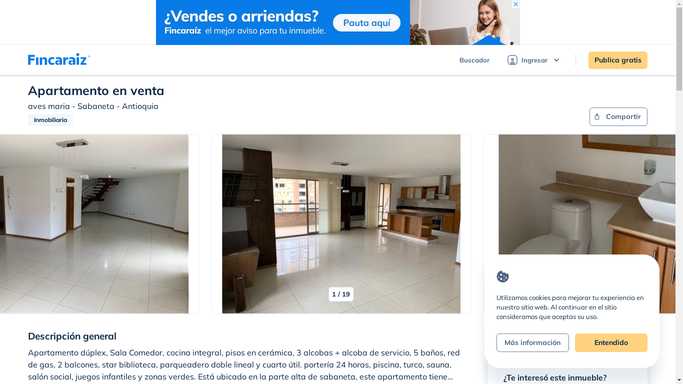 ¿Vendes o arriendas?
Fincaraíz el mejor aviso para tu inmueble.
Pauta aquí
Fincaraíz
Buscador
Ingresar
Publica gratis
Apartamento en venta
aves maria - Sabaneta - Antioquia
Inmobiliaria
Compartir
1 / 19
Utilizamos cookies para mejorar tu experiencia en
nuestro sitio web. Al continuar en el sitio
consideramos que aceptas su uso.
Más información
Entendido
Descripción general
Apartamento dúplex, Sala Comedor, cocina integral, pisos en cerámica, 3 alcobas + alcoba de servicio, 5 baños, red
de gas, 2 balcones, star biblioteca, parqueadero doble lineal y cuarto útil. portería 24 horas, piscina, turco, sauna,
salón social, juegos infantiles y zonas verdes. Está ubicado en la parte alta de sabaneta, este apartamento tiene...
¿Te interesó este inmueble?